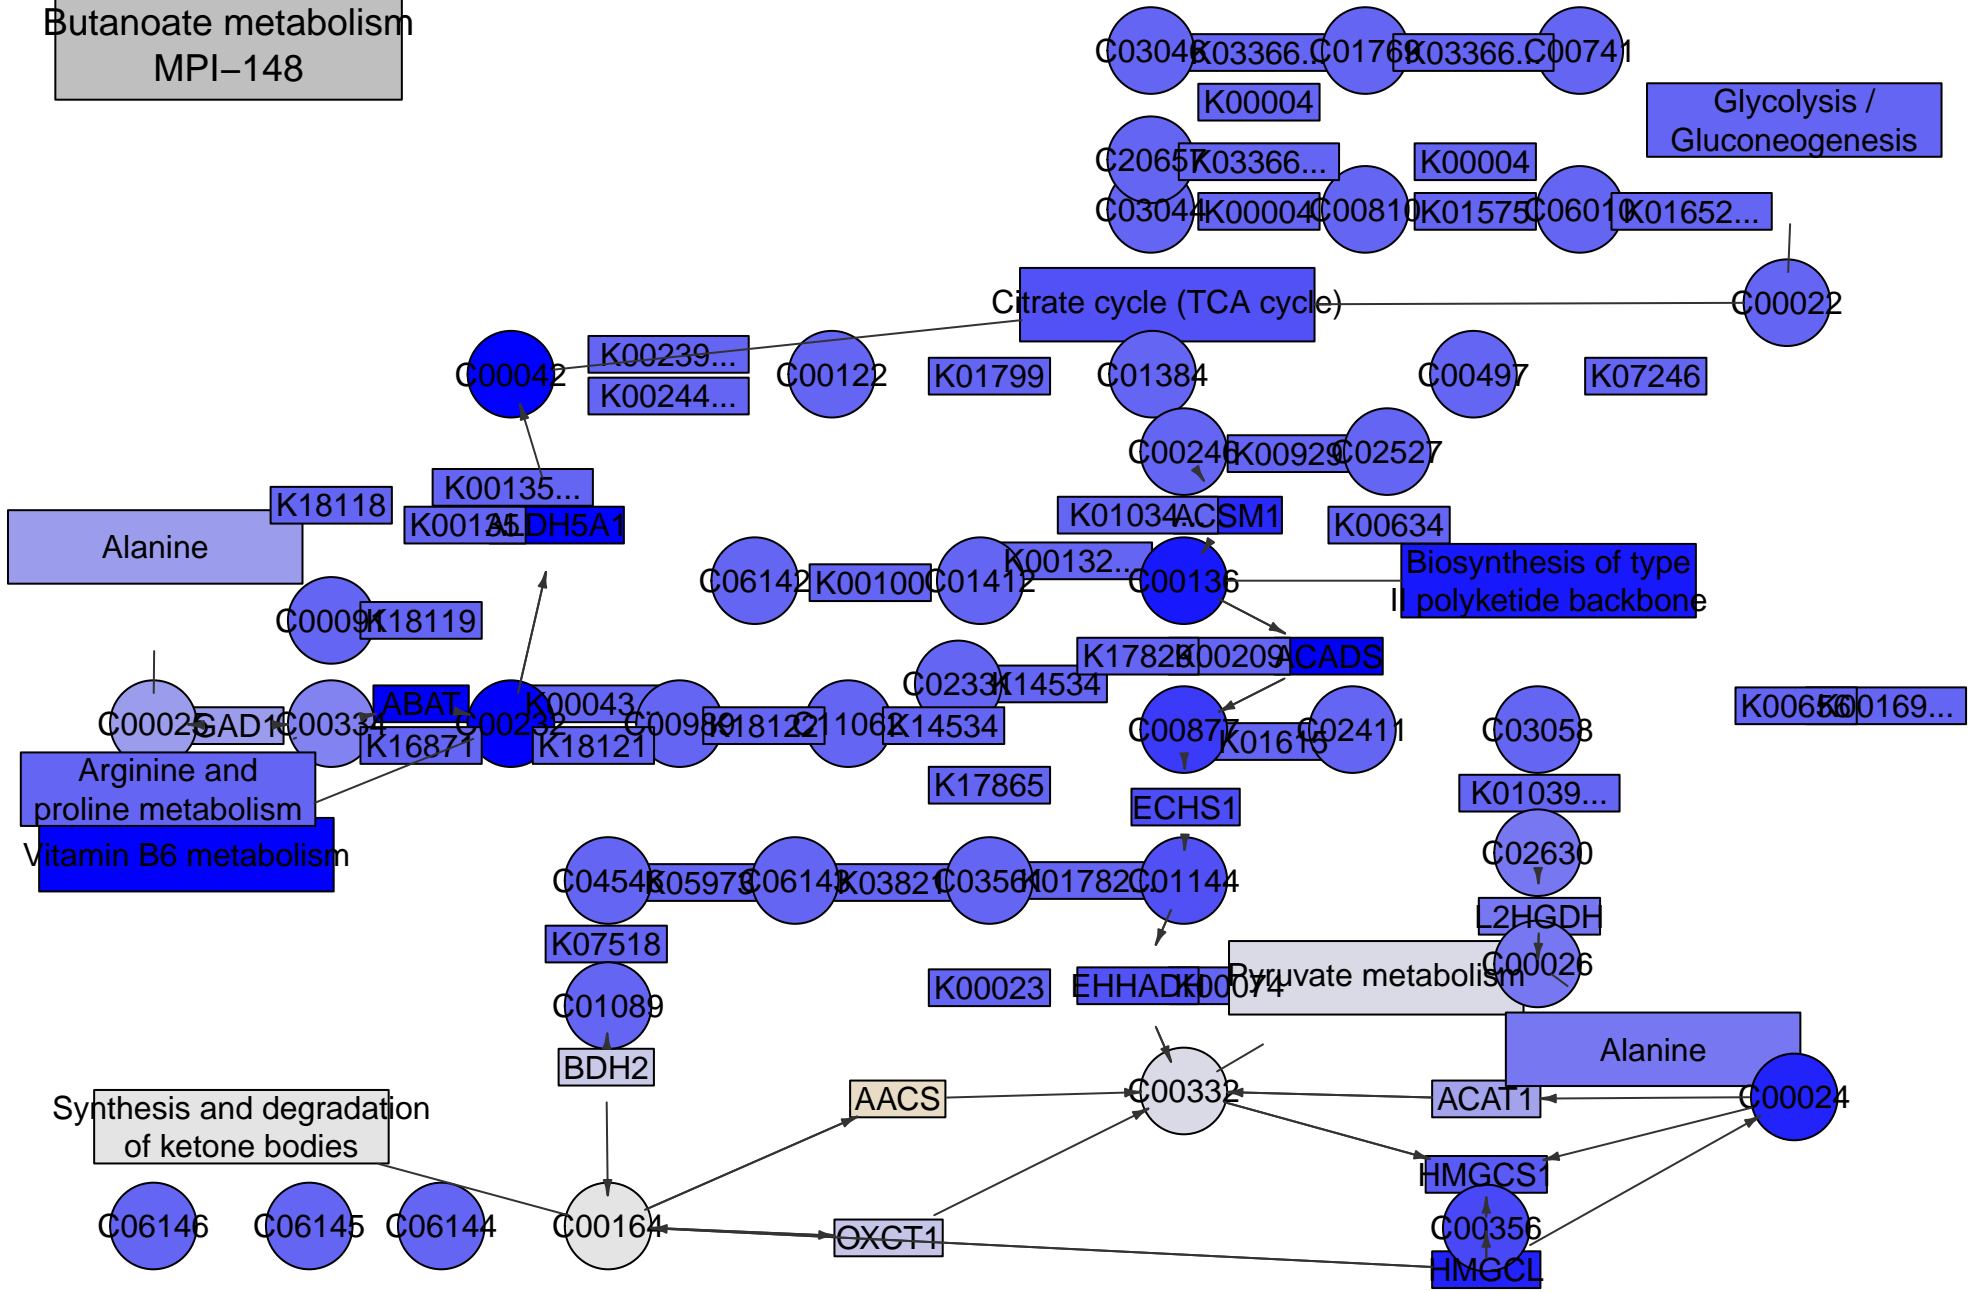 Butanoate metabolism
MPI−148
C03046
K03366...
C01769
K03366...
C00741
K00004
Glycolysis /
Gluconeogenesis
C20657
K03366...
K00004
C03044
K00004
C00810
K01575
C06010
K01652...
Citrate cycle (TCA cycle)
C00022
C00042
K00239...
K00244...
C00122
K01799
C01384
C00497
K07246
C00246
K00929
C02527
K18118
K00135...
K00135
ALDH5A1
K01034...
ACSM1
K00634
Alanine
C06142
K00100
C01412
K00132...
C00136
Biosynthesis of type
II polyketide backbone
C00091
K18119
K17829
K00209
ACADS
C02331
K14534
C00025
GAD1
C00334
ABAT
K16871
C00232
K00043...
K18121
C00989
K18122
C11062
K14534
C00877
K01615
C02411
C03058
K00656
K00169...
Arginine and
proline metabolism
K17865
ECHS1
K01039...
Vitamin B6 metabolism
C02630
C04546
K05973
C06143
K03821
C03561
K01782...
C01144
L2HGDH
K07518
C00026
Pyruvate metabolism
K00023
EHHADH
K00074
C01089
BDH2
Alanine
AACS
C00332
ACAT1
C00024
Synthesis and degradation
of ketone bodies
HMGCS1
C06146
C06145
C06144
C00164
OXCT1
C00356
HMGCL